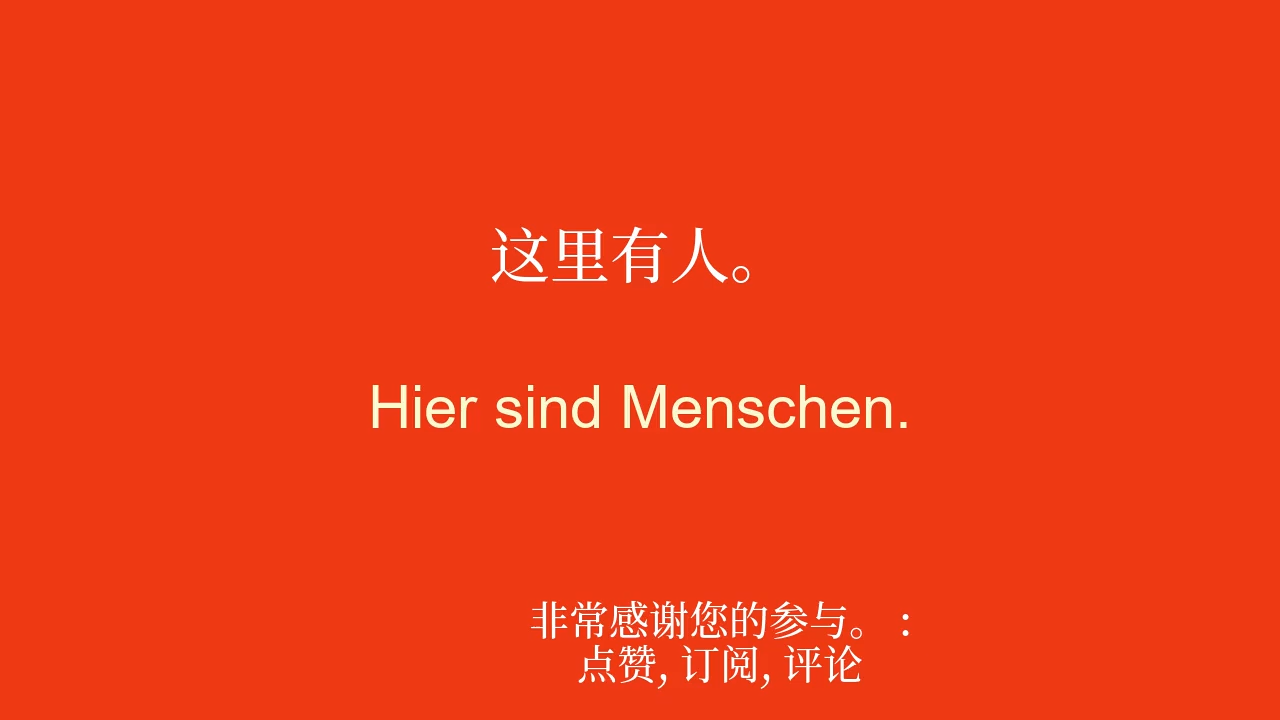 这里有人。
Hier sind Menschen.
非常感谢您的参与。 :
点赞, 订阅, 评论